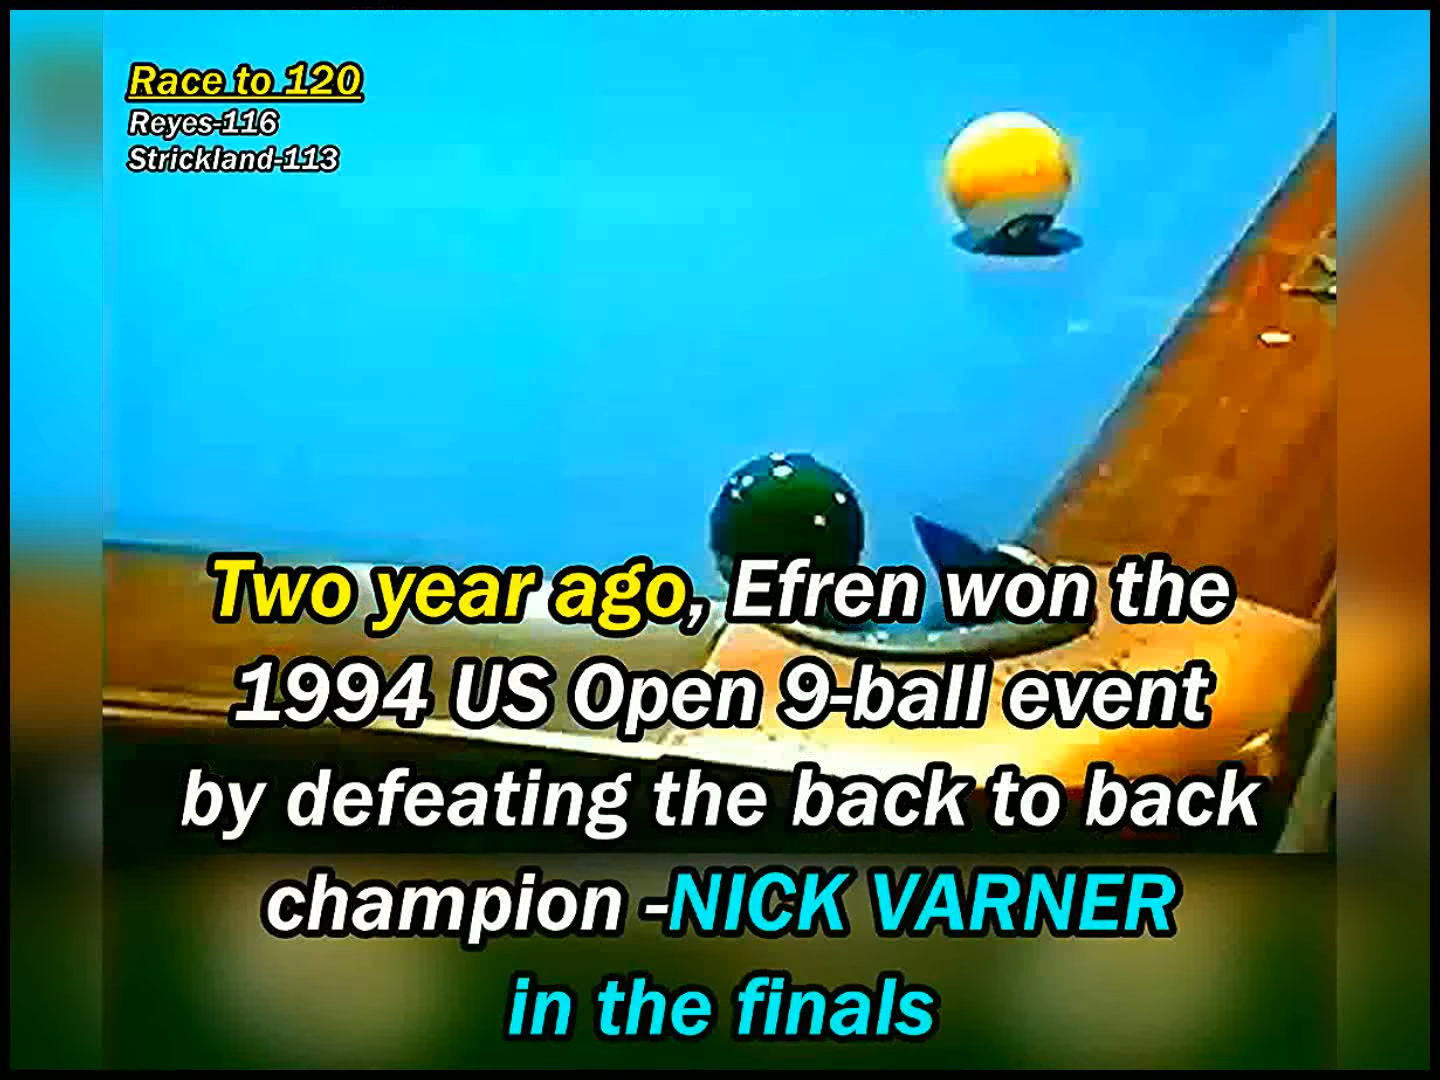 Race to 120
Reyes-116
Strickland-113
Two year ago, Efren won the
1994 US Open 9-ball event
by defeating the back to back
champion -NICK VARNER
in the finals